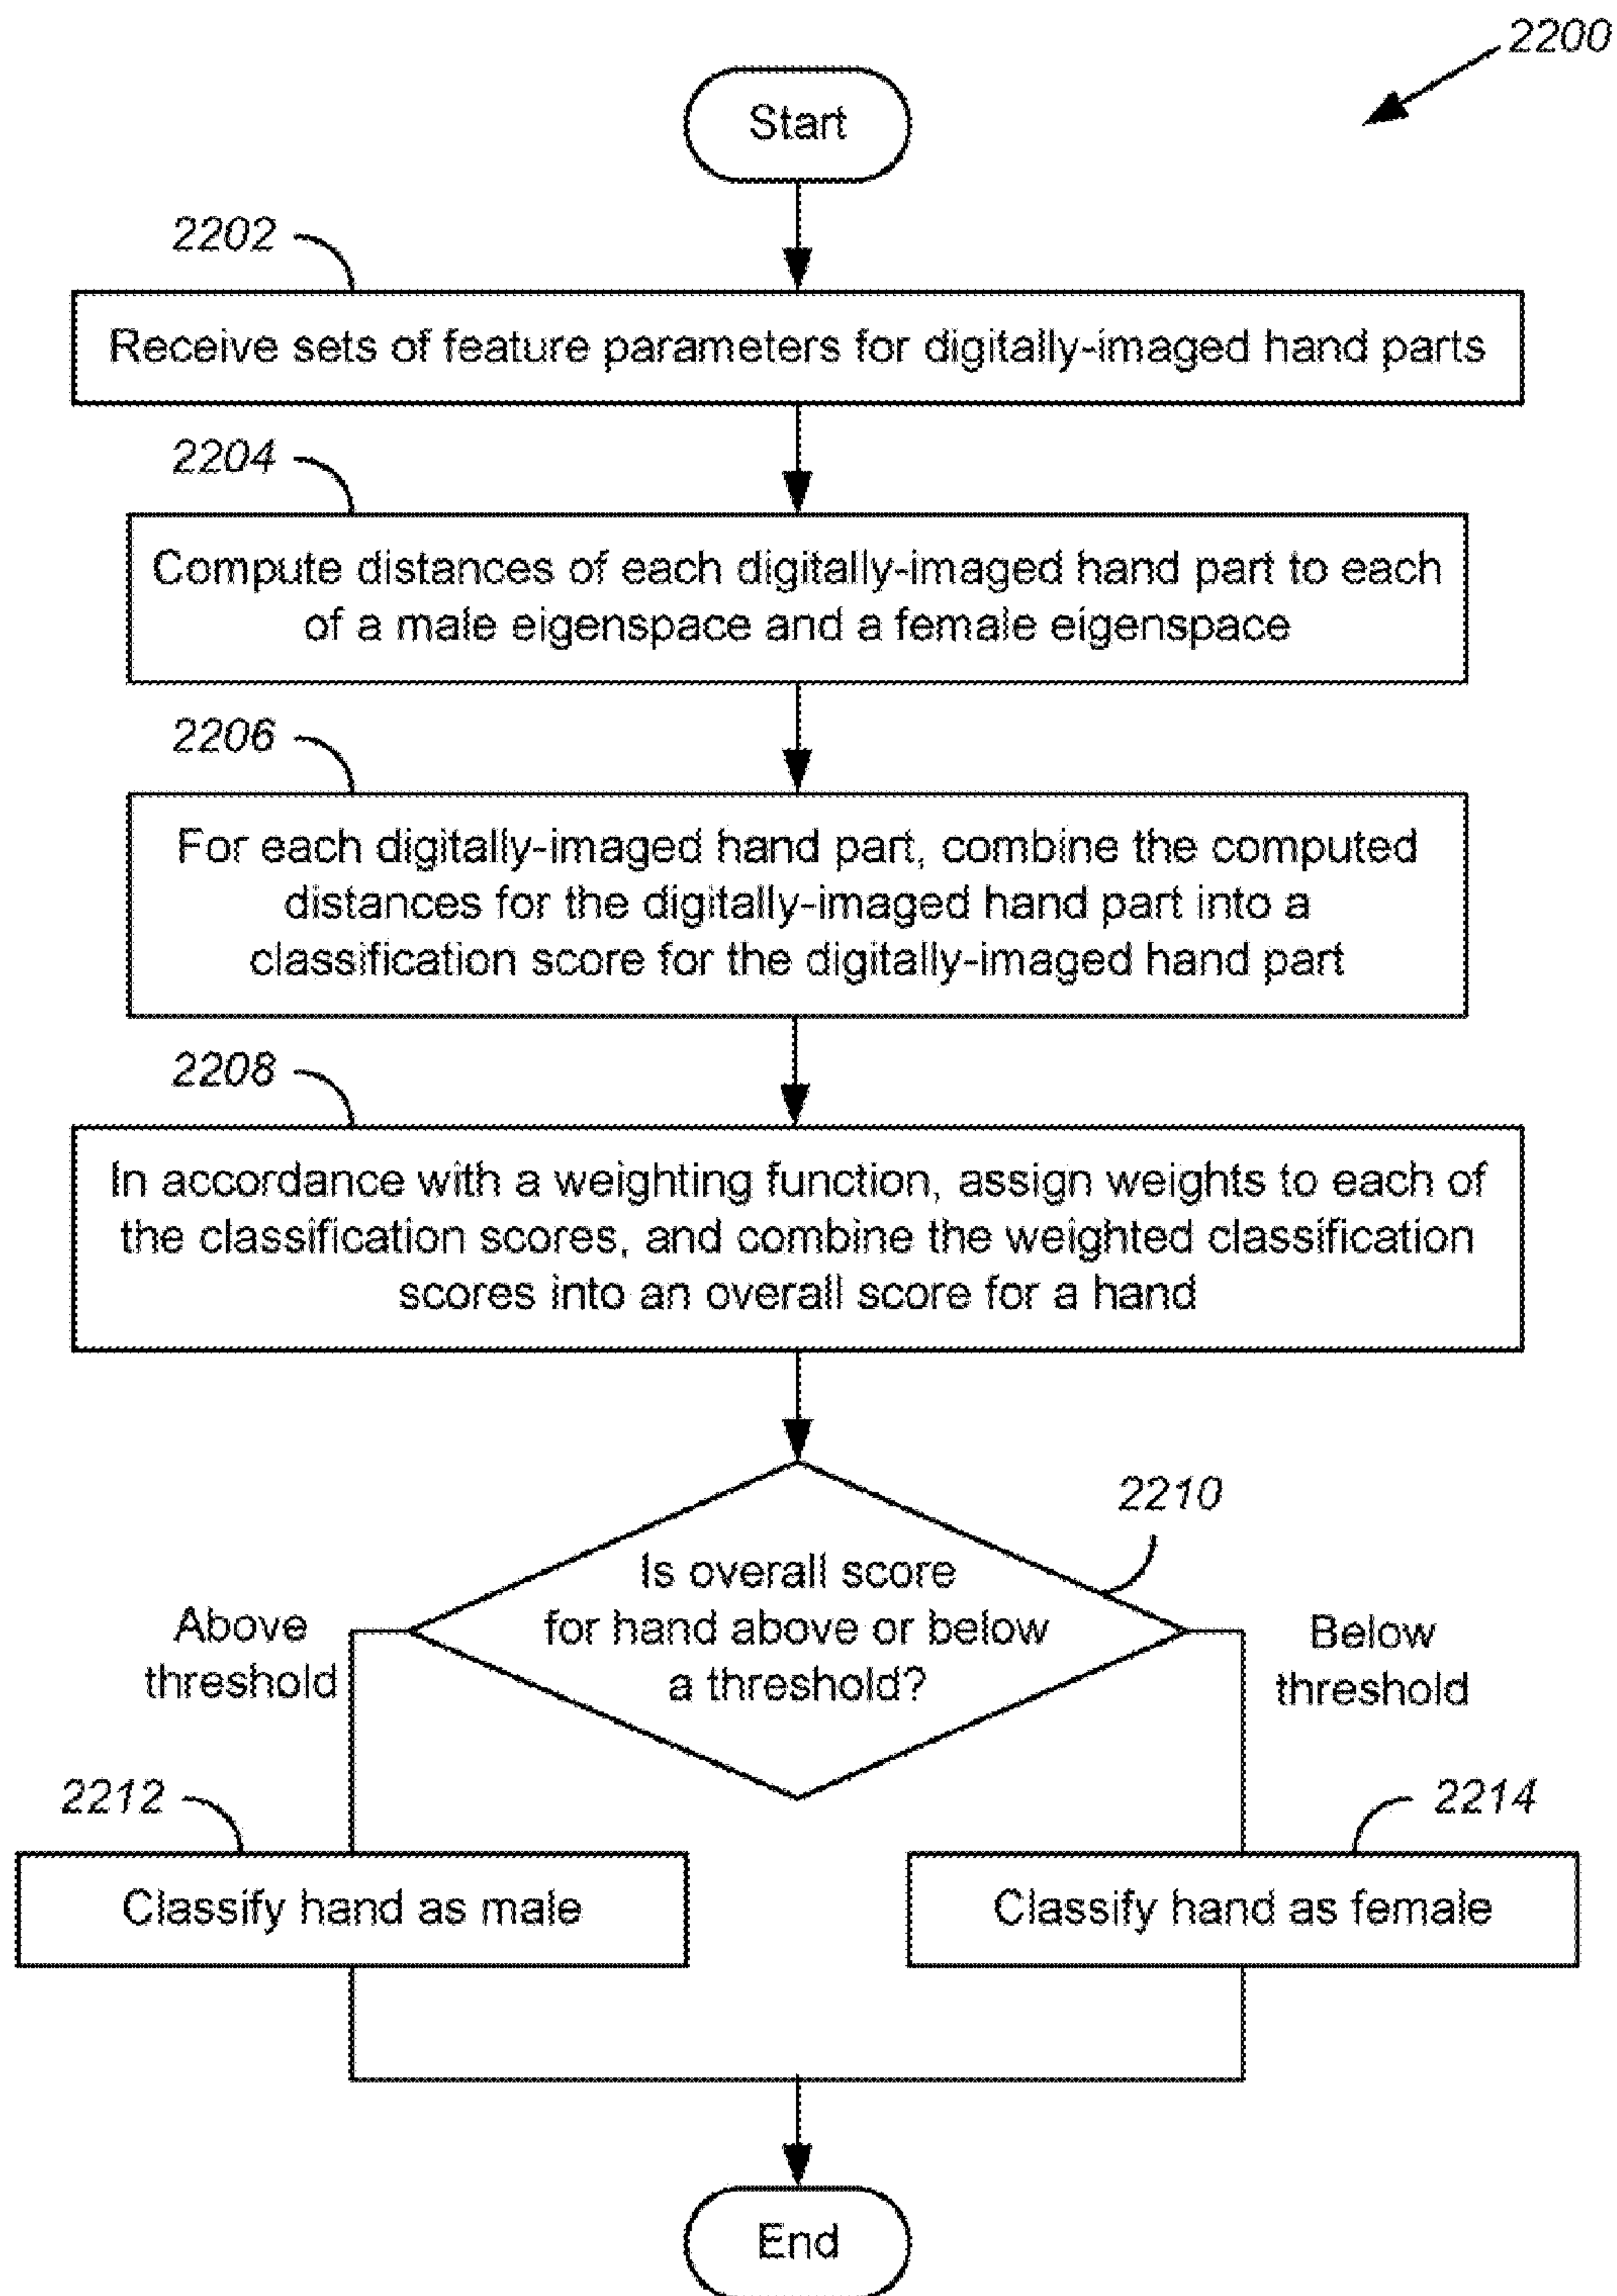 2200
Start
2202
Receive sets of feature parameters for digitally-imaged hand parts
2204
Compute distances of each digitally-imaged hand part to each
of a male eigenspace and a female eigenspace
2206
For each digitally-imaged hand part, combine the computed
distances for the digitally-imaged hand part into a
classification score for the digitally-imaged hand part
2208
In accordance with a weighting function, assign weights to each of
the classification scores, and combine the weighted classification
scores into an overall score for a hand
2210
Is overall score
for hand above or below
a threshold?
Above
threshold
Below
threshold
2212
Classify hand as male
2214
Classify hand as female
End